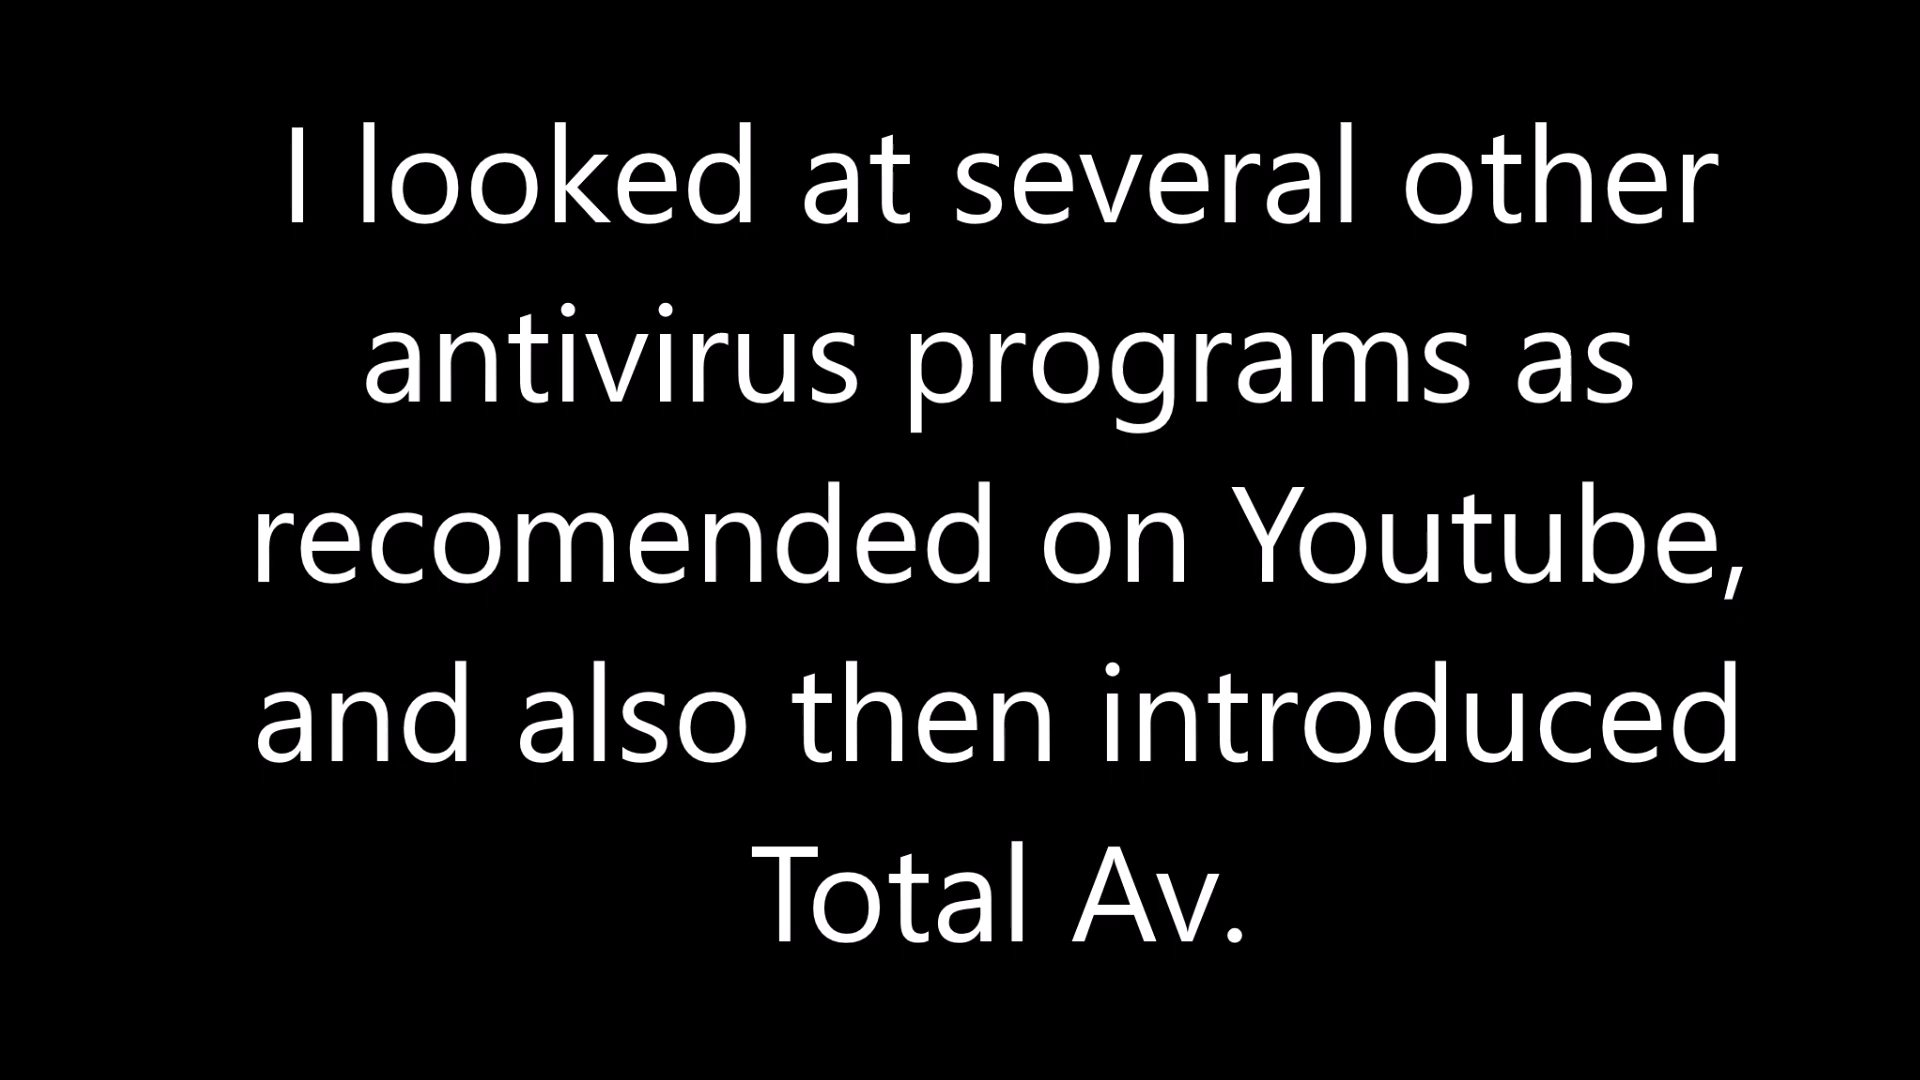 I looked at several other
antivirus programs as
recomended on Youtube,
and also then introduced
Total Av.